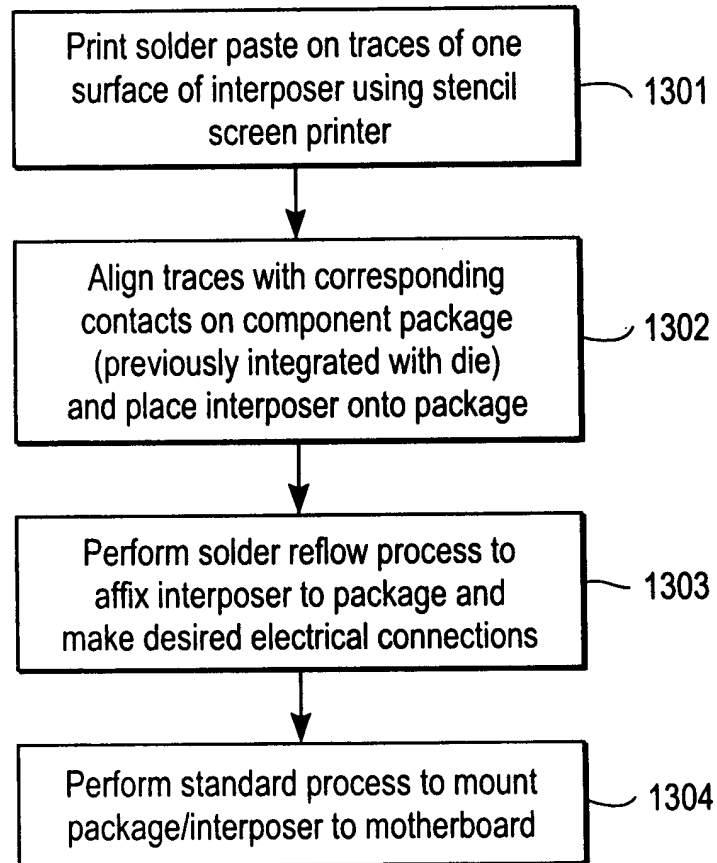 Print solder paste on traces of one
surface of interposer using stencil
screen printer
1301
Align traces with corresponding
contacts on component package
(previously integrated with die)
and place interposer onto package
1302
Perform solder reflow process to
affix interposer to package and
make desired electrical connections
1303
Perform standard process to mount
package/interposer to motherboard
1304